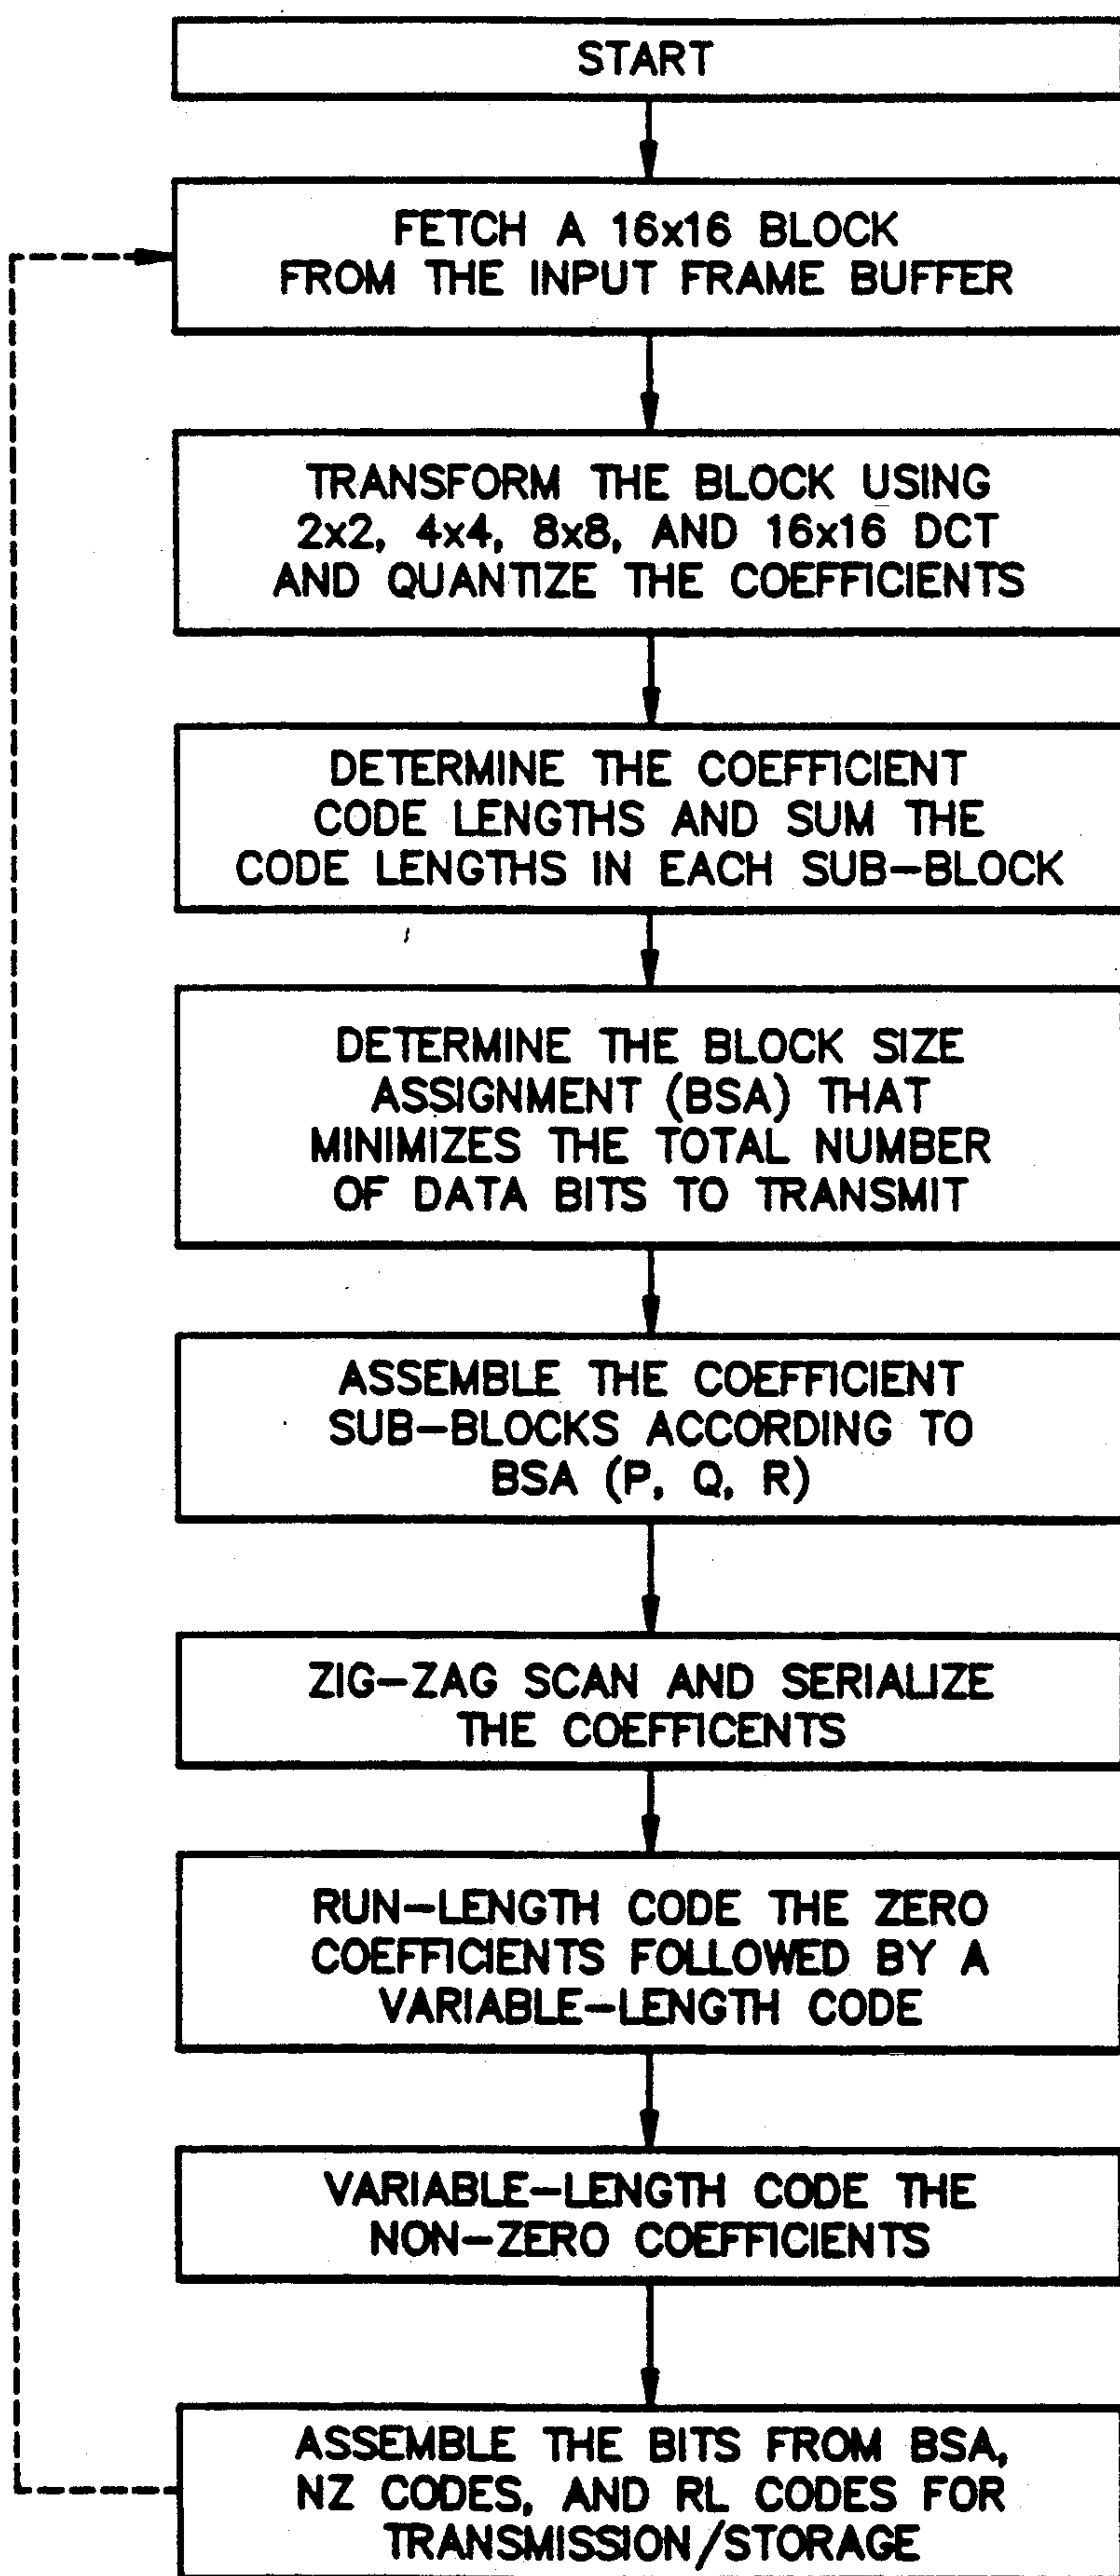 START
FETCH A 16x16 BLOCK
FROM THE INPUT FRAME BUFFER
TRANSFORM THE BLOCK USING
2x2, 4x4, 8x8, AND 16x16 DCT
AND QUANTIZE THE COEFFICIENTS
DETERMINE THE COEFFICIENT
CODE LENGTHS AND SUM THE
CODE LENGTHS IN EACH SUB-BLOCK
DETERMINE THE BLOCK SIZE
ASSIGNMENT (BSA) THAT
MINIMIZES THE TOTAL NUMBER
OF DATA BITS TO TRANSMIT
ASSEMBLE THE COEFFICIENT
SUB-BLOCKS ACCORDING TO
BSA (P, Q, R)
ZIG-ZAG SCAN AND SERIALIZE
THE COEFFICENTS
RUN-LENGTH CODE THE ZERO
COEFFICIENTS FOLLOWED BY A
VARIABLE-LENGTH CODE
VARIABLE-LENGTH CODE THE
NON-ZERO COEFFICIENTS
ASSEMBLE THE BITS FROM BSA,
NZ CODES, AND RL CODES FOR
TRANSMISSION/STORAGE